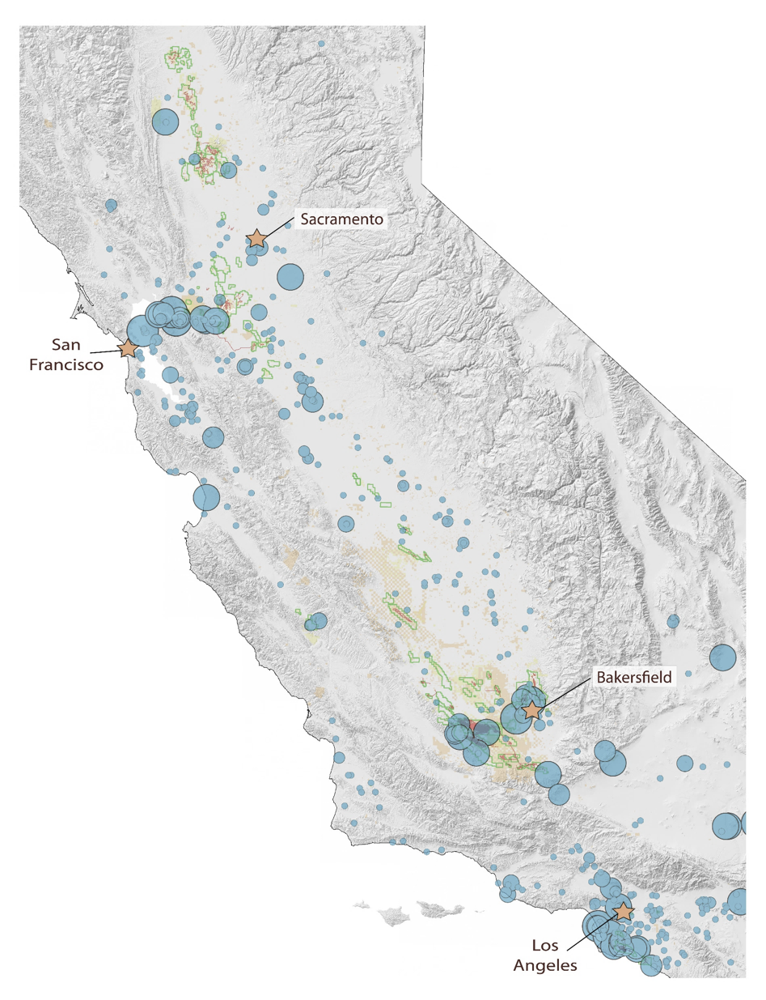 Sacramento
San
Francisco
Bakersfield
Los
Angeles